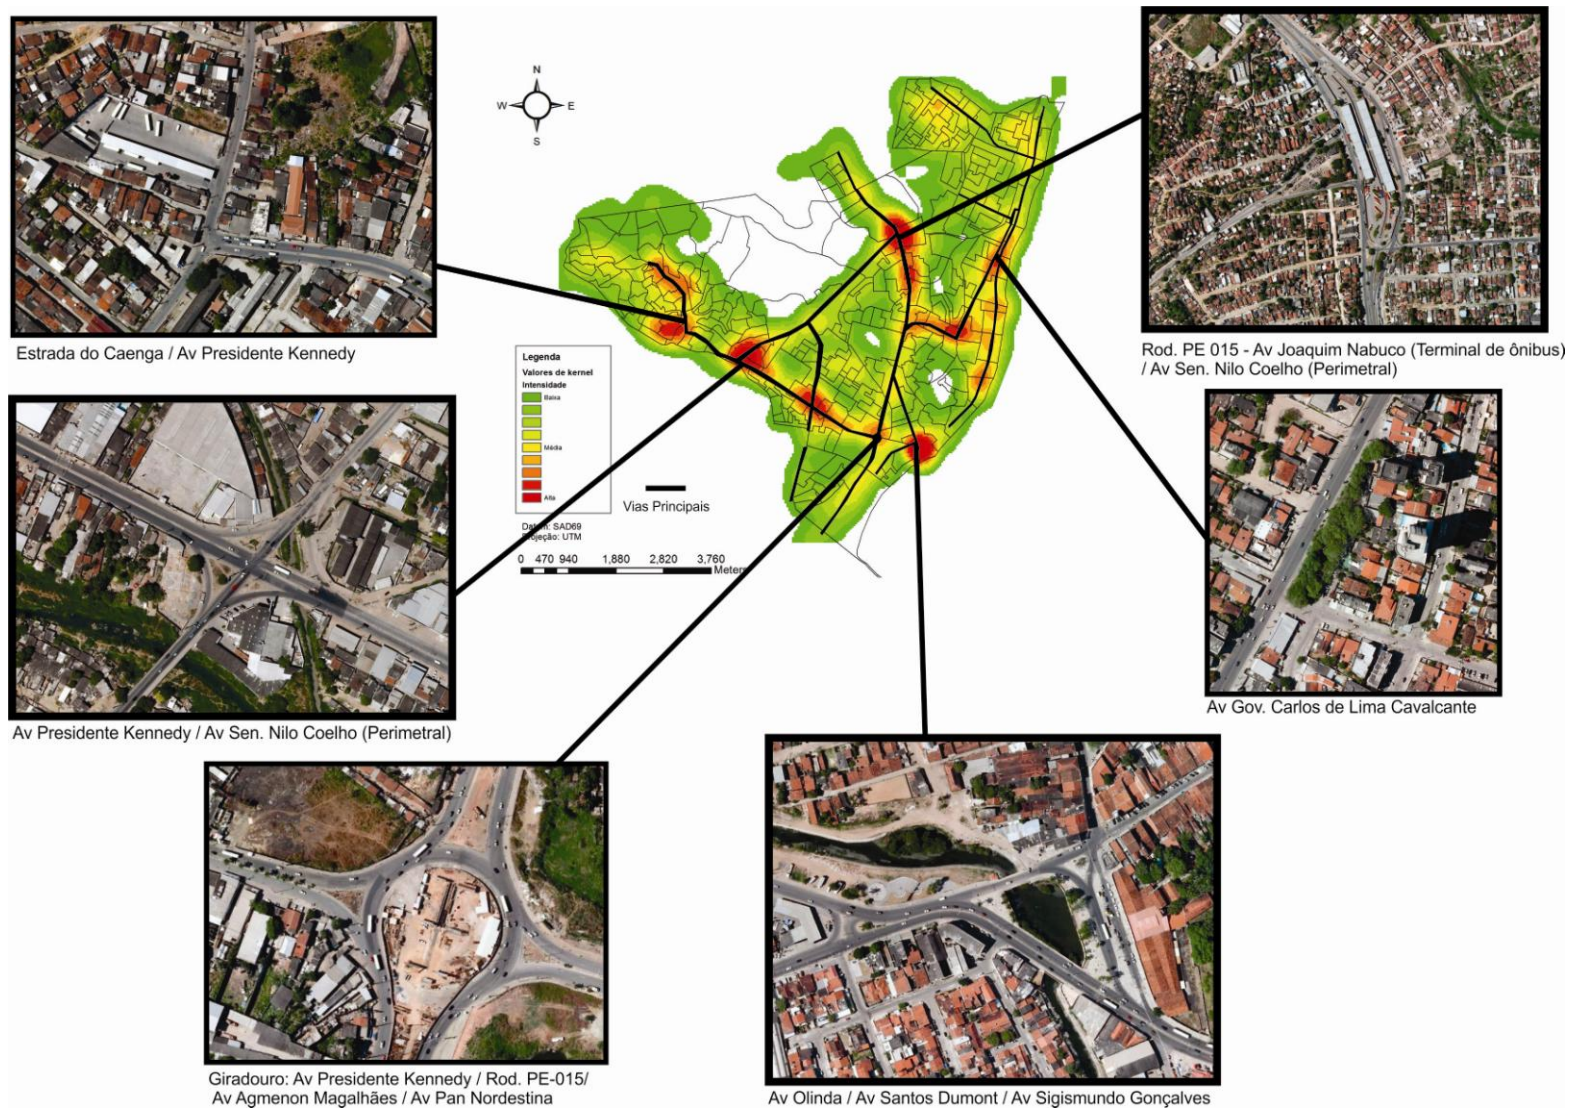 N
W
E
S
Estrada do Caenga / Av Presidente Kennedy
Rod. PE 015 - Av Joaquim Nabuco (Terminal de ônibus)
/ Av Sen. Nilo Coelho (Perimetral)
Legenda
Valores de kernel
Intensidade
Baixa
Média
Alta
Vias Principais
SAD69
UTM
0 470 940 1,880 2,820 3,760
Av Gov. Carlos de Lima Cavalcante
Av Presidente Kennedy / Av Sen. Nilo Coelho (Perimetral)
Giradouro: Av Presidente Kennedy / Rod. PE-015/
Av Agmenon Magalhães / Av Pan Nordestina
Av Olinda / Av Santos Dumont / Av Sigismundo Gonçalves